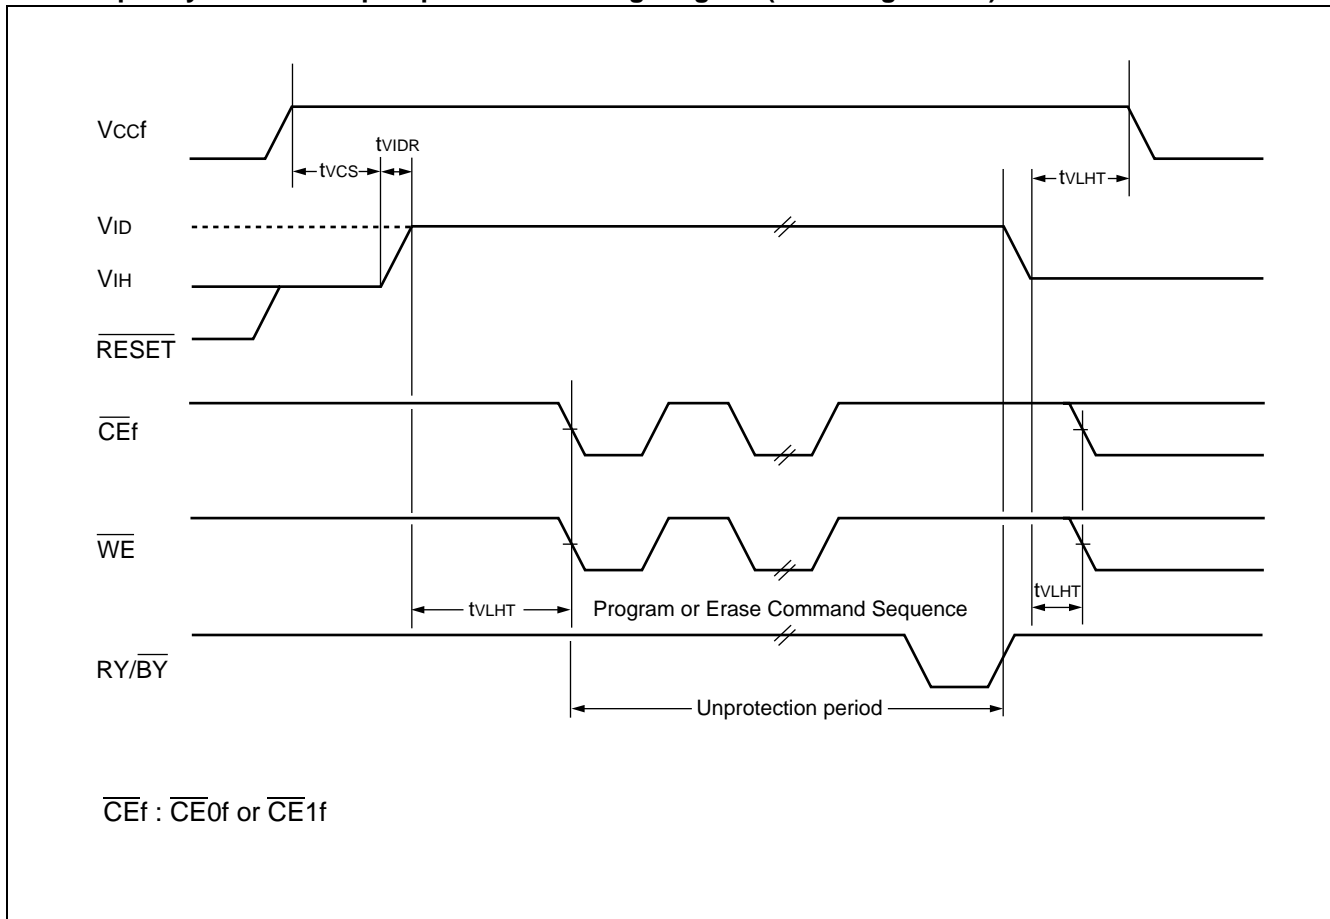 VCCf
tVIDR
tVCS
tVLHT
VID
VIH
RESET
CEf
WE
tVLHT
Program or Erase Command Sequence
tVLHT
RY/BY
Unprotection period
CEf : CE0f or CE1f